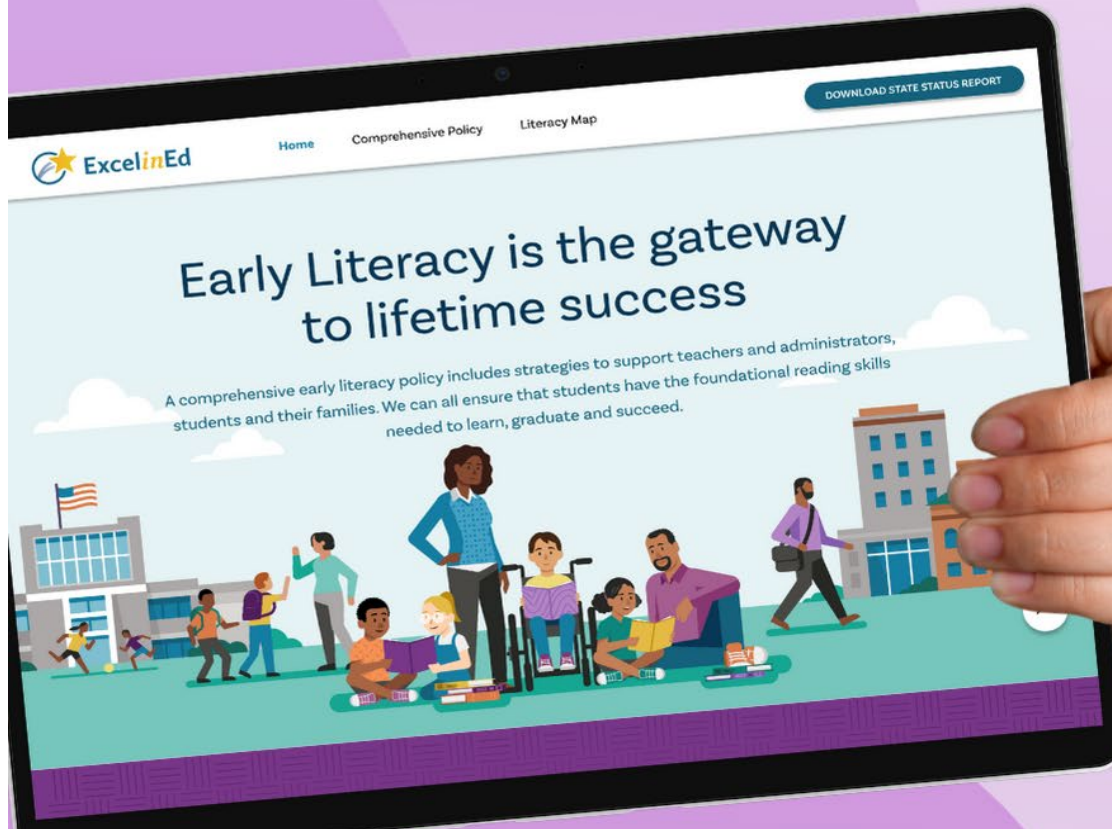 ExcelinEd
Home
Comprehensive Policy
Literacy Map
DOWNLOAD STATE STATUS REPORT
Early Literacy is the gateway
to lifetime success
A comprehensive early literacy policy includes strategies to support teachers and administrators,
students and their families. We can all ensure that students have the foundational reading skills
needed to learn, graduate and succeed.